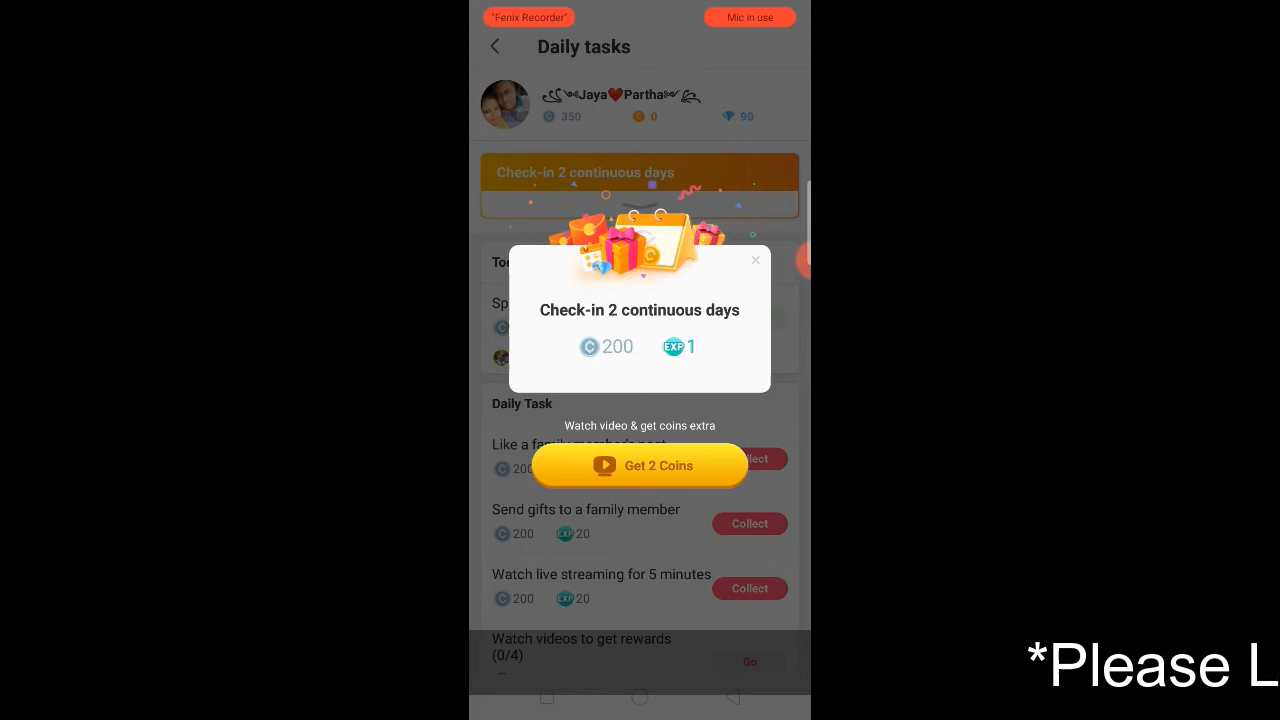 "Fenix Recorder"
Mic in use
Daily tasks
Jaya❤️Partha
350 0 90
Check-in 2 continuous days
Check-in 2 continuous days
200 EXP 1
Watch video & get coins extra
Get 2 Coins
Daily Task
Collect
Send gifts to a family member
200 EXP 20
Collect
Watch live streaming for 5 minutes
200 EXP 20
Collect
Watch videos to get rewards
(0/4)
Go
*Please L